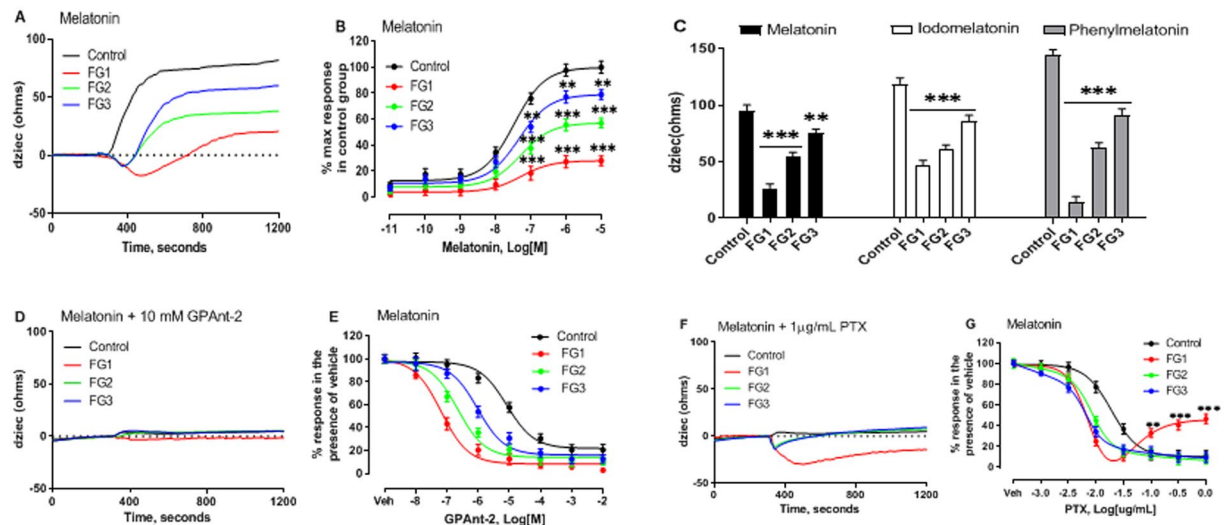 A
Melatonin
100
50
0
-50
dziec (ohms)
Control
FG1
FG2
FG3
0
400
800
1200
Time, seconds
B
Melatonin
% max response
in control group
120
100
80
60
40
20
0
Control
FG1
FG2
FG3
** **
** ***
*** ***
*** *** ***
-11 -10 -9 -8 -7 -6 -5
Melatonin, Log[M]
C
Melatonin
Iodomelatonin
Phenylmelatonin
dziec(ohms)
150
100
50
0
*** **
***
***
Control FG1 FG2 FG3
Control FG1 FG2 FG3
Control FG1 FG2 FG3
D
Melatonin + 10 mM GPAnt-2
100
50
0
-50
dziec (ohms)
Control
FG1
FG2
FG3
0 400 800 1200
Time, seconds
E
Melatonin
% response in the
presence of vehicle
120
100
80
60
40
20
0
Control
FG1
FG2
FG3
Veh -8 -7 -6 -5 -4 -3 -2
GPAnt-2, Log[M]
F
Melatonin + 1µg/mL PTX
100
50
0
-50
dziec (ohms)
Control
FG1
FG2
FG3
0 400 800 1200
Time, seconds
G
Melatonin
% response in the
presence of vehicle
120
100
80
60
40
20
0
Control
FG1
FG2
FG3
Veh -3.0 -2.5 -2.0 -1.5 -1.0 -0.5 0.0
PTX, Log[ug/mL]